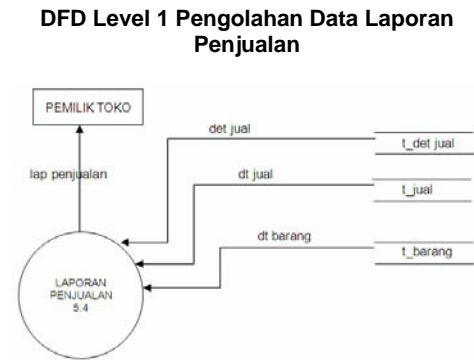 DFD Level 1 Pengolahan Data Laporan
Penjualan
PEMILIK TOKO
det jual
t_det jual
lap penjualan
dt jual
t_jual
dt barang
t_barang
LAPORAN
PENJUALAN
5.4